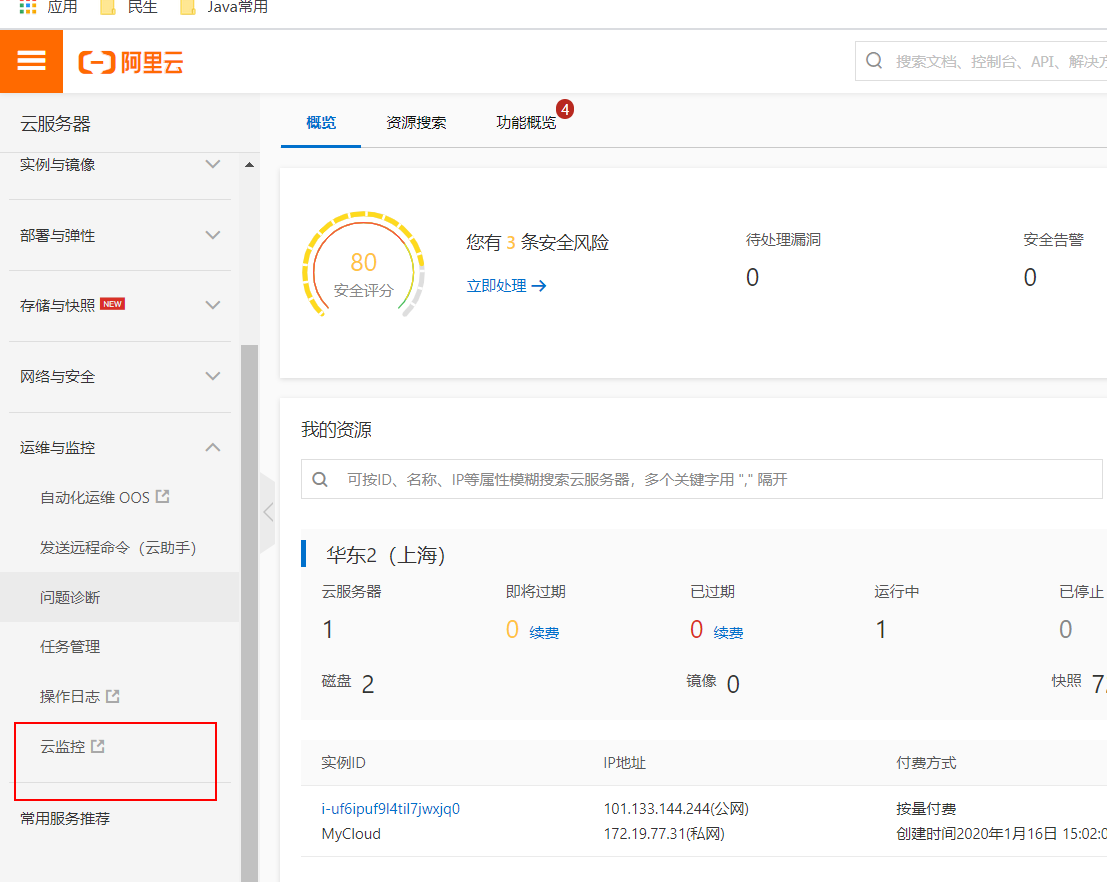 应用 民生 Java常用
阿里云 搜索文档、控制台、API、解决方
云服务器
概览 资源搜索 功能概览 4
实例与镜像
部署与弹性
存储与快照 NEW
网络与安全
运维与监控
自动化运维 OOS
发送远程命令（云助手）
问题诊断
任务管理
操作日志
云监控
常用服务推荐
80
安全评分
您有 3 条安全风险
立即处理
待处理漏洞
0
安全告警
0
我的资源
可按ID、名称、IP等属性模糊搜索云服务器，多个关键字用 "," 隔开
华东2（上海）
云服务器 即将过期 已过期 运行中 已停止
1 0 续费 0 续费 1 0
磁盘 2 镜像 0 快照 7,
实例ID IP地址 付费方式
i-uf6ipuf9l4til7jwxjq0 101.133.144.244(公网) 按量付费
MyCloud 172.19.77.31(私网) 创建时间2020年1月16日 15:02:0